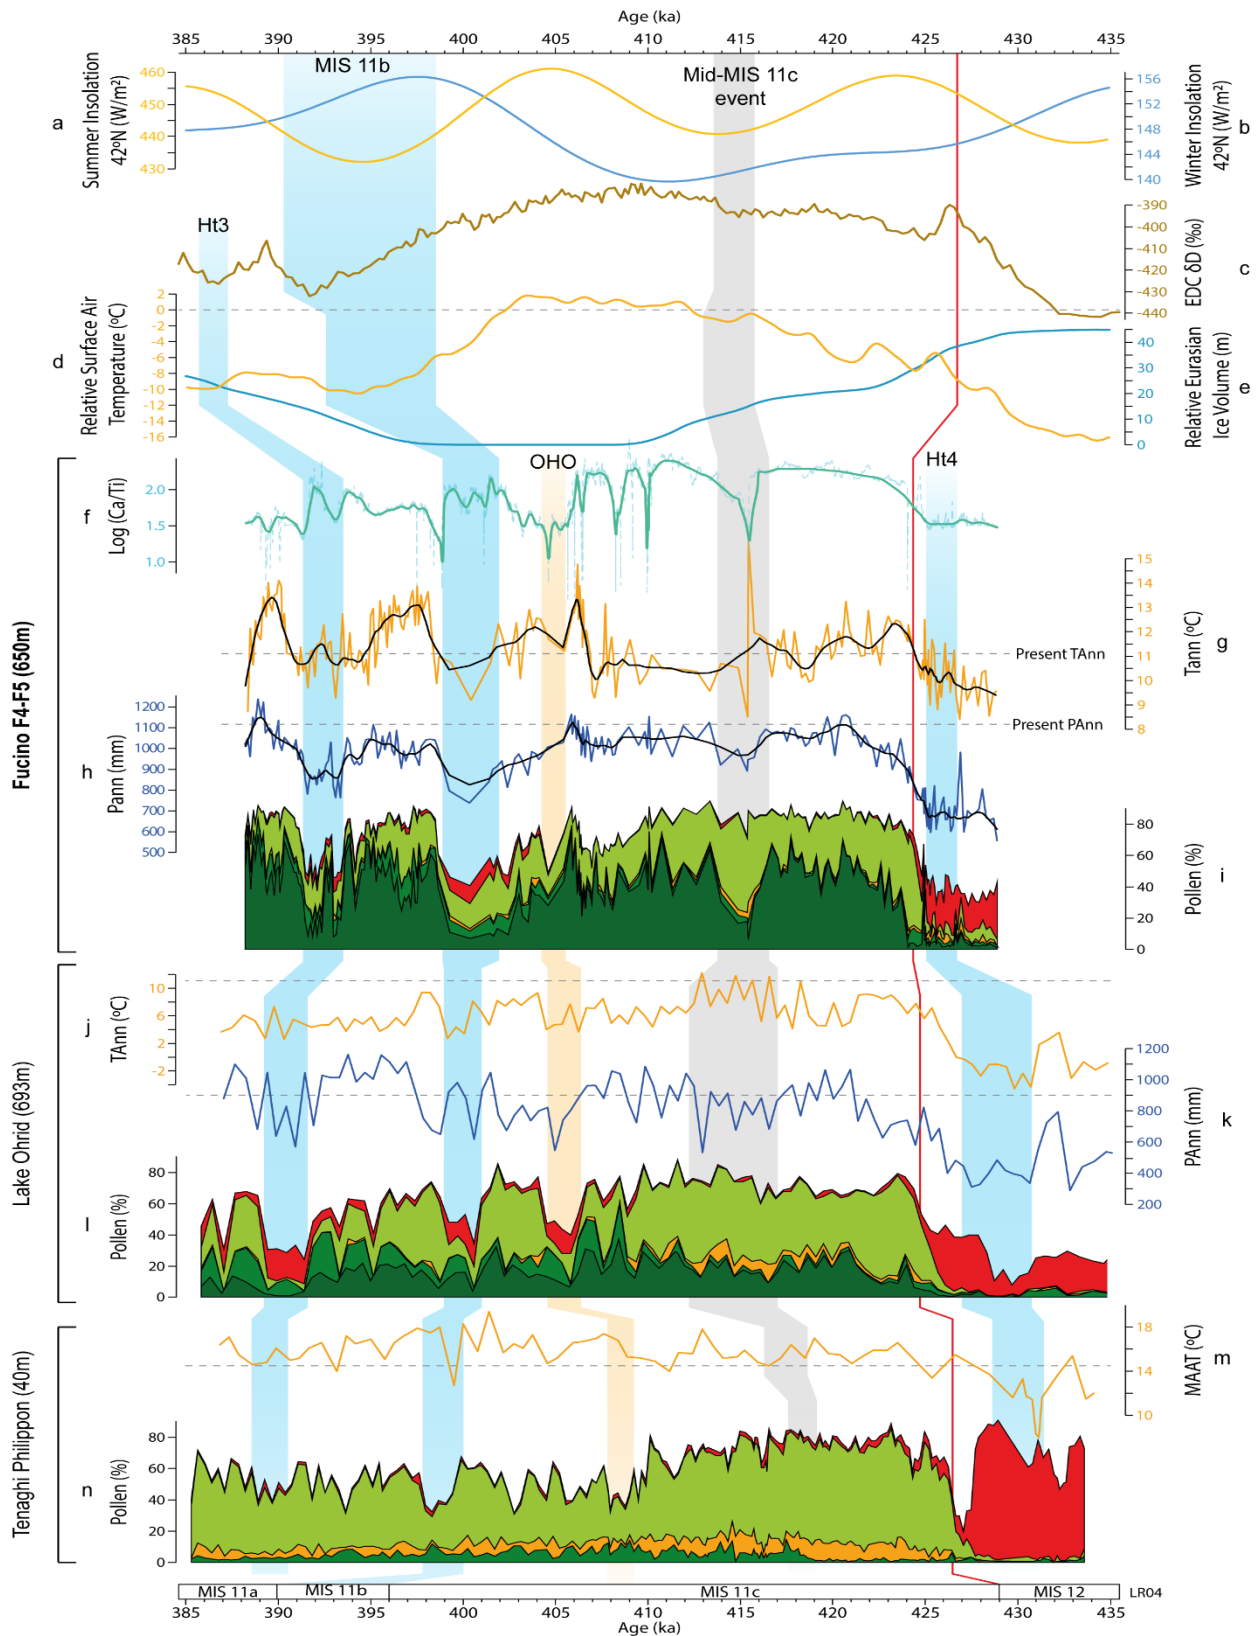 Age (ka)
385 390 395 400 405 410 415 420 425 430 435
MIS 11b
Mid-MIS 11c
event
a
Summer Insolation
42ºN (W/m²)
460
450
440
430
156
152
148
144
140
Winter Insolation
42ºN (W/m²)
b
Ht3
-390
-400
-410
-420
-430
-440
EDC δD (‰)
c
d
Relative Surface Air
Temperature (ºC)
2
0
-2
-4
-6
-8
-10
-12
-14
-16
40
30
20
10
0
Relative Eurasian
Ice Volume (m)
e
Fucino F4-F5 (650m)
OHO
Ht4
f
Log (Ca/Ti)
2.0
1.5
1.0
15
14
13
12
11
10
9
8
Tann (ºC)
g
Present TAnn
Present PAnn
h
Pann (mm)
1200
1100
1000
900
800
700
600
500
80
60
40
20
0
Pollen (%)
i
Lake Ohrid (693m)
j
TAnn (ºC)
10
6
2
-2
1200
1000
800
600
400
200
PAnn (mm)
k
l
Pollen (%)
80
60
40
20
0
Tenaghi Philippon (40m)
18
14
10
MAAT (ºC)
m
n
Pollen (%)
80
60
40
20
0
MIS 11a MIS 11b MIS 11c MIS 12 LR04
385 390 395 400 405 410 415 420 425 430 435
Age (ka)